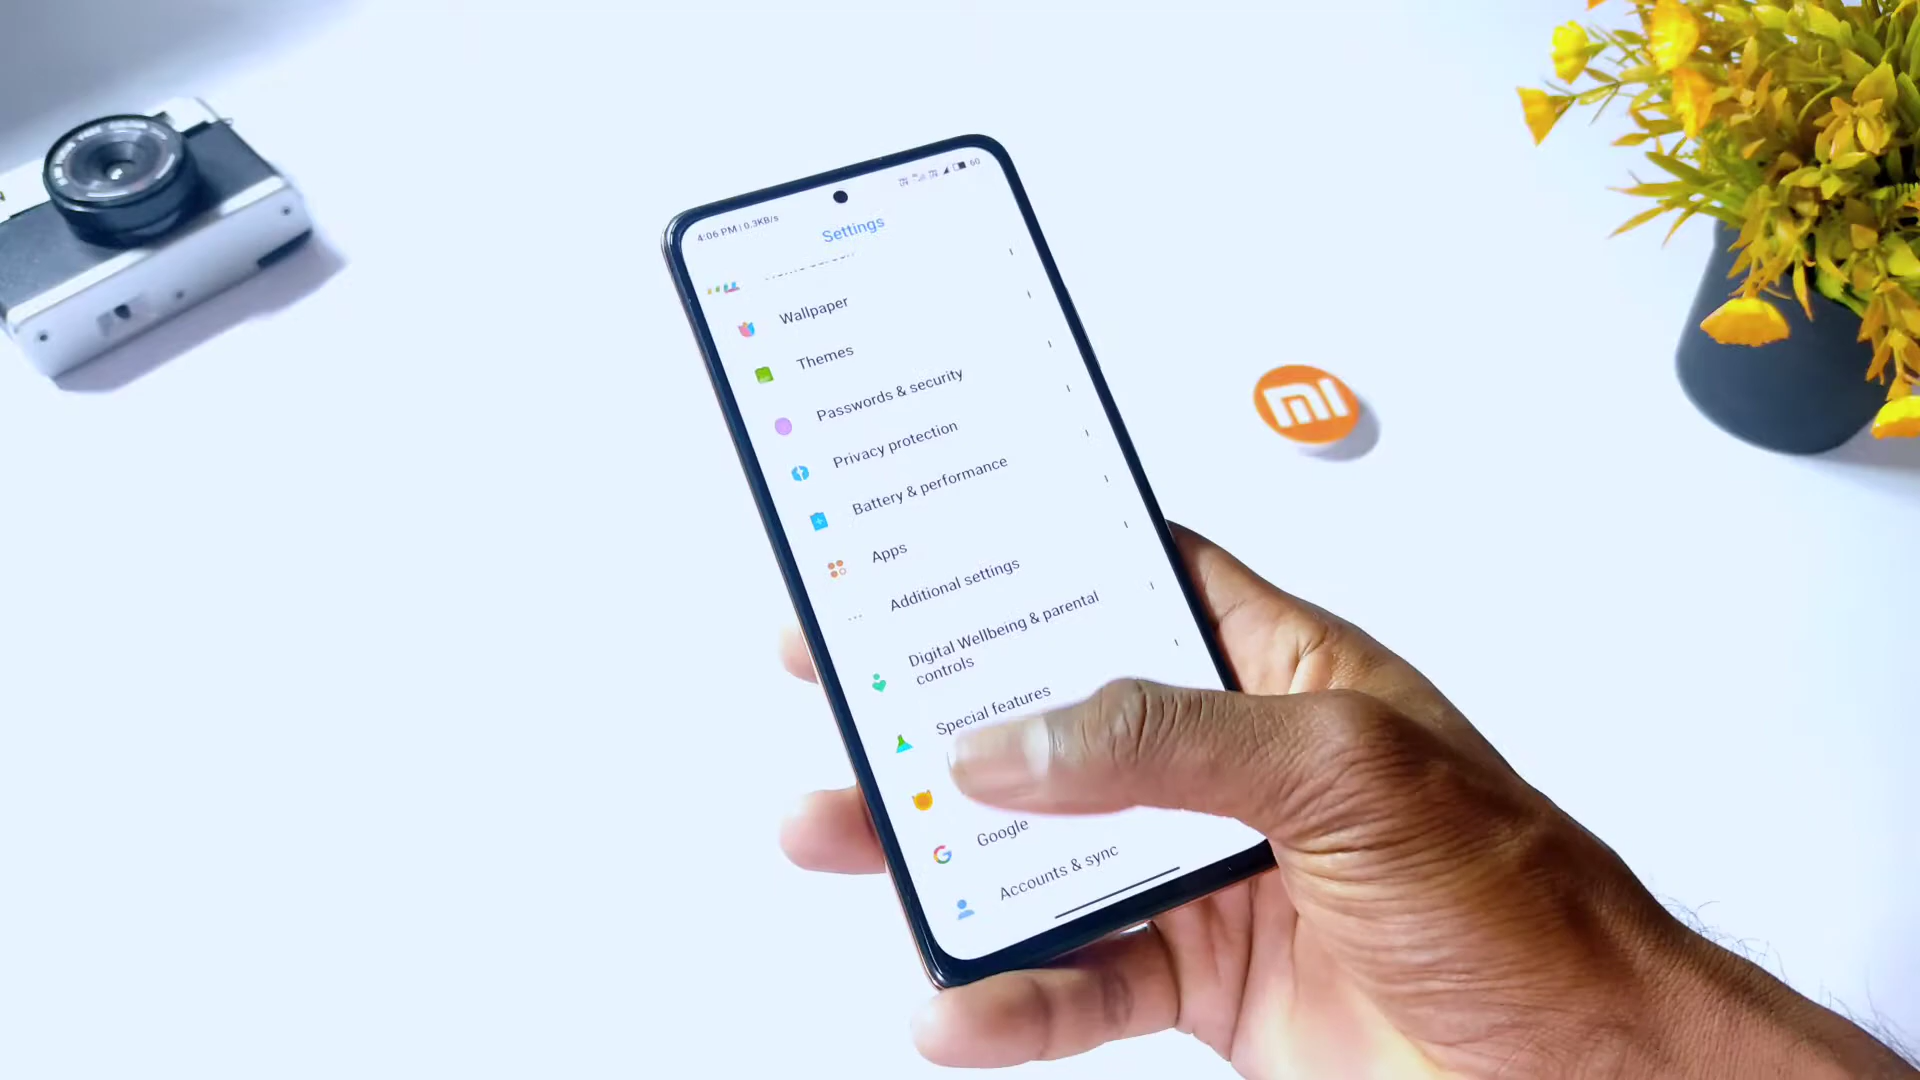 4:06 PM | 0.3KB/s
60
Settings
Wallpaper
Themes
Passwords & security
Privacy protection
Battery & performance
Apps
Additional settings
Digital Wellbeing & parental
controls
Special features
Google
Accounts & sync
mi